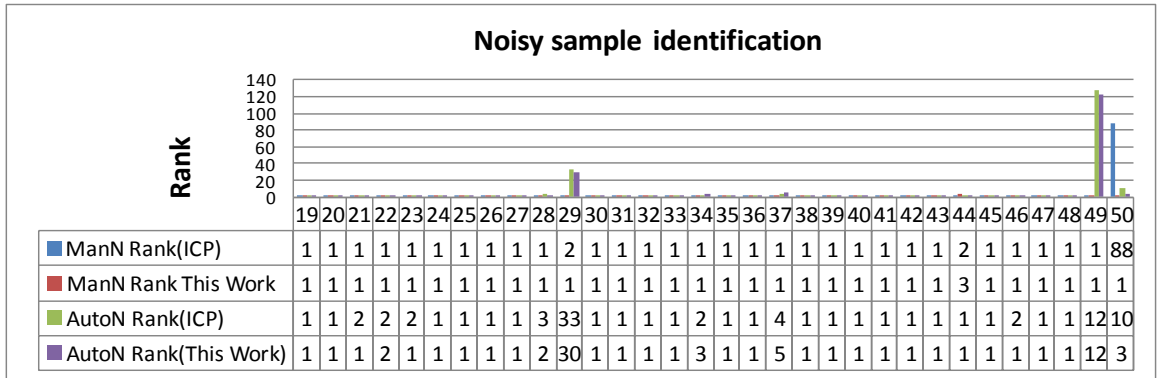 Noisy sample identification
140
120
100
80
60
40
20
0
Rank
19 20 21 22 23 24 25 26 27 28 29 30 31 32 33 34 35 36 37 38 39 40 41 42 43 44 45 46 47 48 49 50
ManN Rank(ICP) 1 1 1 1 1 1 1 1 1 1 2 1 1 1 1 1 1 1 1 1 1 1 1 1 1 2 1 1 1 1 1 88
ManN Rank This Work 1 1 1 1 1 1 1 1 1 1 1 1 1 1 1 1 1 1 1 1 1 1 1 1 1 3 1 1 1 1 1 1
AutoN Rank(ICP) 1 1 2 2 2 1 1 1 1 3 33 1 1 1 1 2 1 1 4 1 1 1 1 1 1 1 1 2 1 1 12 10
AutoN Rank(This Work) 1 1 1 2 1 1 1 1 1 2 30 1 1 1 1 3 1 1 5 1 1 1 1 1 1 1 1 1 1 1 12 3